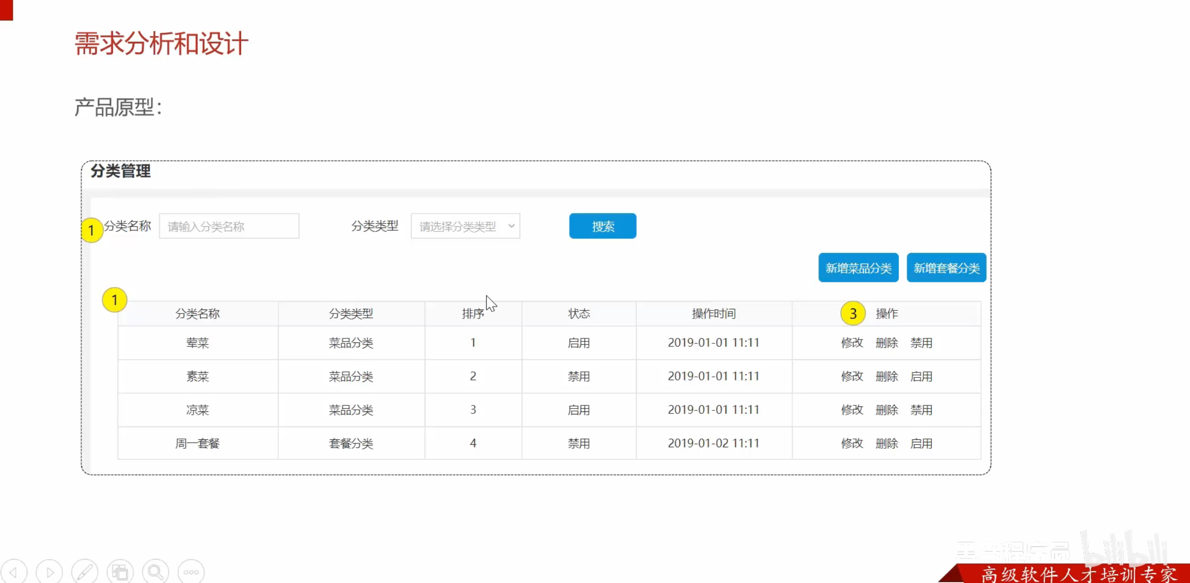 需求分析和设计
产品原型：
分类管理
1 分类名称 请输入分类名称 分类类型 请选择分类类型 搜索
新增菜品分类 新增套餐分类
1 分类名称 分类类型 排序 状态 操作时间 3 操作
荤菜 菜品分类 1 启用 2019-01-01 11:11 修改 删除 禁用
素菜 菜品分类 2 禁用 2019-01-01 11:11 修改 删除 启用
凉菜 菜品分类 3 启用 2019-01-01 11:11 修改 删除 禁用
周一套餐 套餐分类 4 禁用 2019-01-02 11:11 修改 删除 启用
bilibili
高级软件人才培训专家